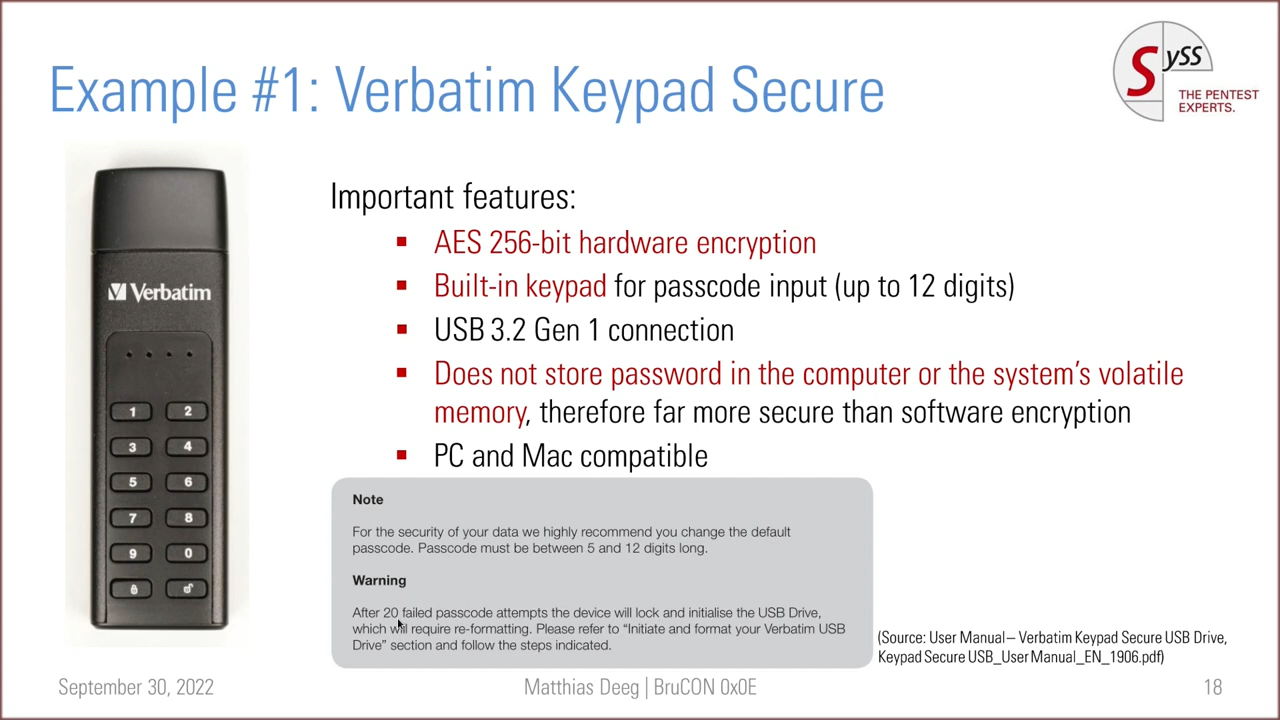 Example #1: Verbatim Keypad Secure
SySS
THE PENTEST
EXPERTS.
Verbatim
1 2
3 4
5 6
7 8
9 0
Important features:
▪ AES 256-bit hardware encryption
▪ Built-in keypad for passcode input (up to 12 digits)
▪ USB 3.2 Gen 1 connection
▪ Does not store password in the computer or the system's volatile
memory, therefore far more secure than software encryption
▪ PC and Mac compatible
Note
For the security of your data we highly recommend you change the default
passcode. Passcode must be between 5 and 12 digits long.
Warning
After 20 failed passcode attempts the device will lock and initialise the USB Drive,
which will require re-formatting. Please refer to “Initiate and format your Verbatim USB
Drive” section and follow the steps indicated.
(Source: User Manual – Verbatim Keypad Secure USB Drive,
Keypad Secure USB_User Manual_EN_1906.pdf)
September 30, 2022
Matthias Deeg | BruCON 0x0E
18